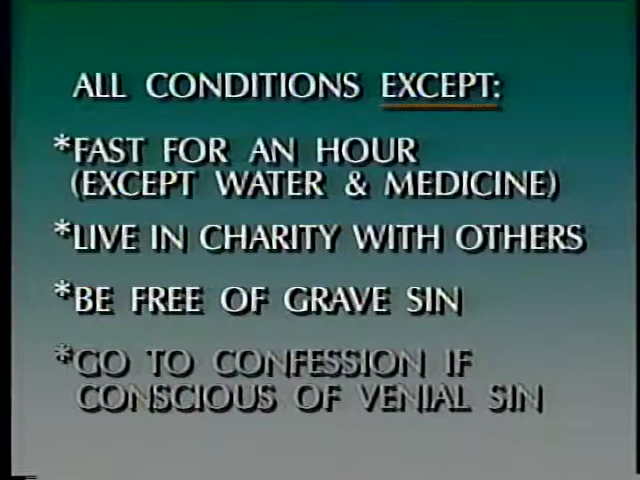 ALL CONDITIONS EXCEPT:
*FAST FOR AN HOUR
(EXCEPT WATER & MEDICINE)
*LIVE IN CHARITY WITH OTHERS
*BE FREE OF GRAVE SIN
*GO TO CONFESSION IF
CONSCIOUS OF VENIAL SIN